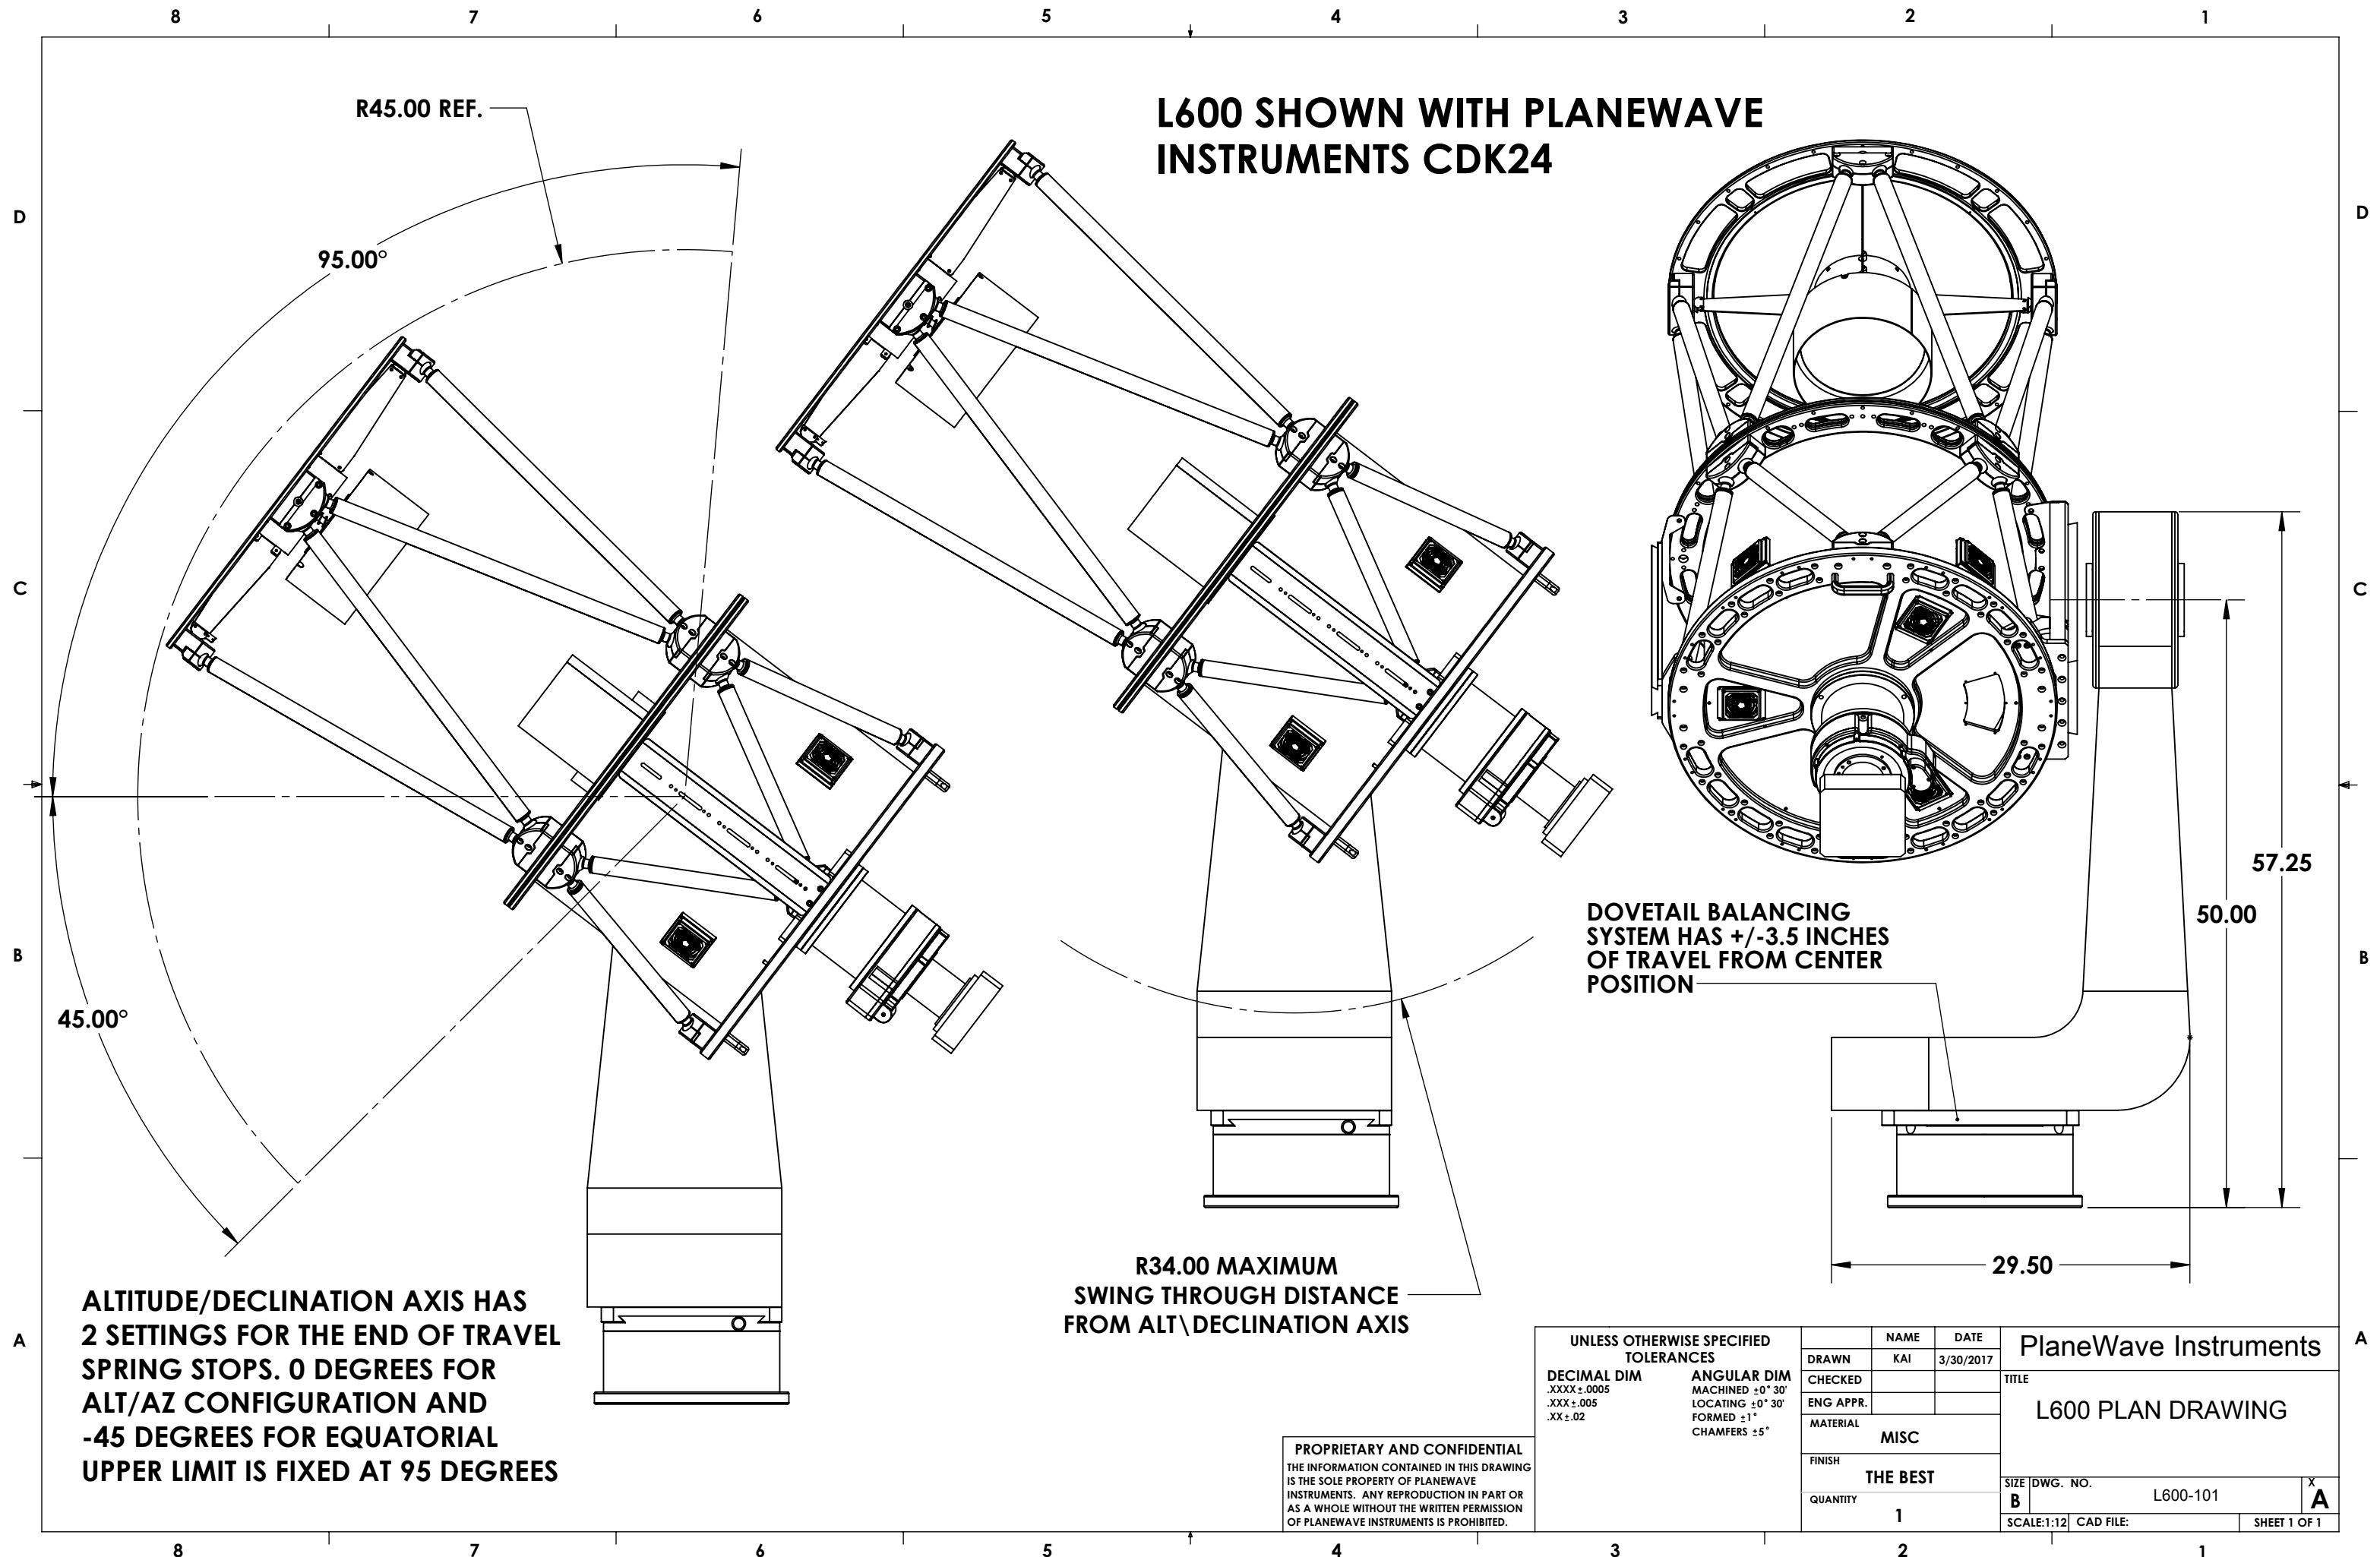 8 7 6 5 4 3 2 1
D
D
C
C
B
B
A
A
R45.00 REF.
95.00°
45.00°
L600 SHOWN WITH PLANEWAVE
INSTRUMENTS CDK24
57.25
50.00
29.50
DOVETAIL BALANCING
SYSTEM HAS +/-3.5 INCHES
OF TRAVEL FROM CENTER
POSITION
R34.00 MAXIMUM
SWING THROUGH DISTANCE
FROM ALT\DECLINATION AXIS
ALTITUDE/DECLINATION AXIS HAS
2 SETTINGS FOR THE END OF TRAVEL
SPRING STOPS. 0 DEGREES FOR
ALT/AZ CONFIGURATION AND
-45 DEGREES FOR EQUATORIAL
UPPER LIMIT IS FIXED AT 95 DEGREES
PROPRIETARY AND CONFIDENTIAL
THE INFORMATION CONTAINED IN THIS DRAWING
IS THE SOLE PROPERTY OF PLANEWAVE
INSTRUMENTS. ANY REPRODUCTION IN PART OR
AS A WHOLE WITHOUT THE WRITTEN PERMISSION
OF PLANEWAVE INSTRUMENTS IS PROHIBITED.
UNLESS OTHERWISE SPECIFIED
TOLERANCES
DECIMAL DIM
.XXXX±.0005
.XXX±.005
.XX±.02
ANGULAR DIM
MACHINED ±0° 30'
LOCATING ±0° 30'
FORMED ±1°
CHAMFERS ±5°
NAME DATE
DRAWN KAI 3/30/2017
CHECKED
ENG APPR.
MATERIAL
MISC
FINISH
THE BEST
QUANTITY
1
PlaneWave Instruments
TITLE
L600 PLAN DRAWING
SIZE DWG. NO. X
B L600-101 A
SCALE:1:12 CAD FILE: SHEET 1 OF 1
8 7 6 5 4 3 2 1